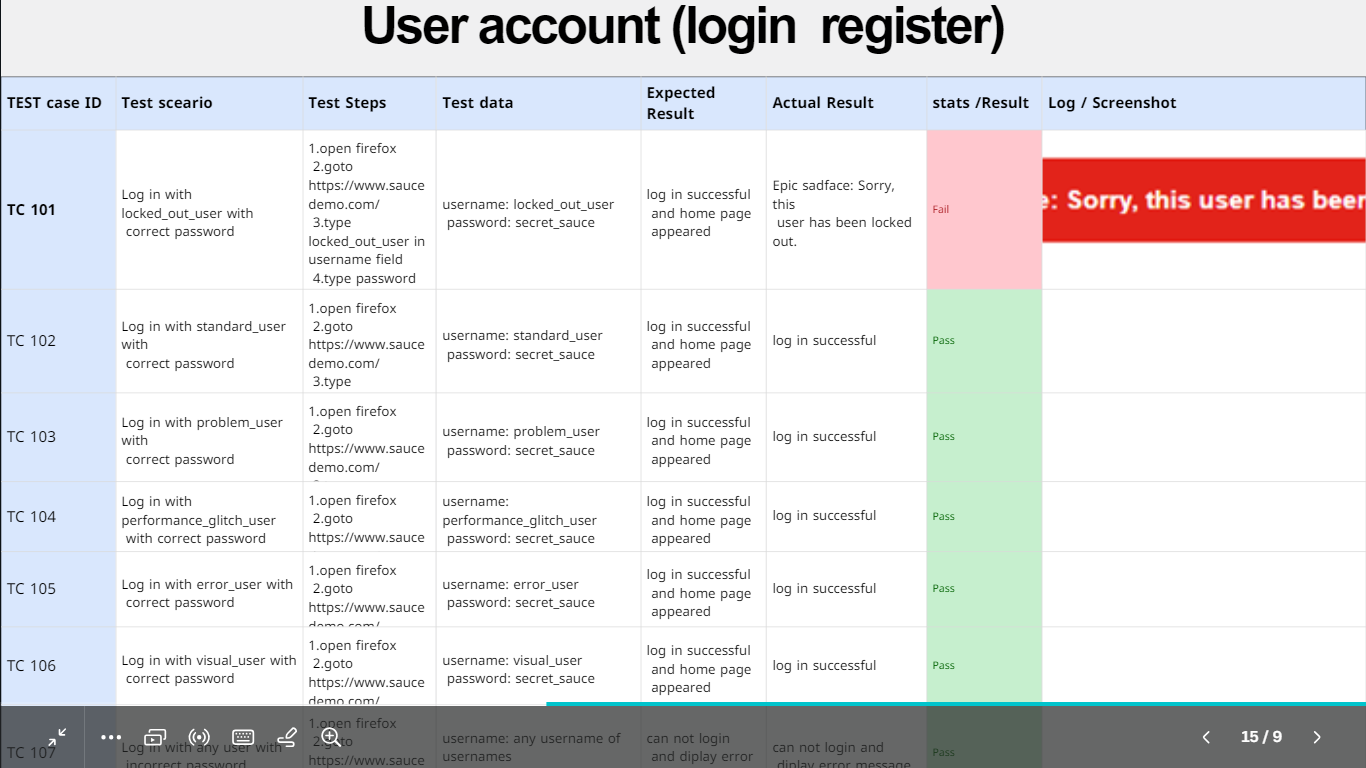 User account (login  register)
TEST case ID
Test sceario
Test Steps
Test data
Expected
Result
Actual Result
stats /Result
Log / Screenshot
TC 101
Log in with
locked_out_user with
correct password
1.open firefox
2.goto
https://www.sauce
demo.com/
3.type
locked_out_user in
username field
4.type password
username: locked_out_user
password: secret_sauce
log in successful
and home page
appeared
Epic sadface: Sorry,
this
user has been locked
out.
Fail
e: Sorry, this user has been
TC 102
Log in with standard_user
with
correct password
1.open firefox
2.goto
https://www.sauce
demo.com/
3.type
username: standard_user
password: secret_sauce
log in successful
and home page
appeared
log in successful
Pass
TC 103
Log in with problem_user
with
correct password
1.open firefox
2.goto
https://www.sauce
demo.com/
username: problem_user
password: secret_sauce
log in successful
and home page
appeared
log in successful
Pass
TC 104
Log in with
performance_glitch_user
with correct password
1.open firefox
2.goto
https://www.sauce
username:
performance_glitch_user
password: secret_sauce
log in successful
and home page
appeared
log in successful
Pass
TC 105
Log in with error_user with
correct password
1.open firefox
2.goto
https://www.sauce
demo.com/
username: error_user
password: secret_sauce
log in successful
and home page
appeared
log in successful
Pass
TC 106
Log in with visual_user with
correct password
1.open firefox
2.goto
https://www.sauce
demo.com/
username: visual_user
password: secret_sauce
log in successful
and home page
appeared
log in successful
Pass
TC 107
Log in with any user with
incorrect password
1.open firefox
2.goto
https://www.sauce
username: any username of
usernames
can not login
and diplay error
can not login and
diplay error message
Pass
15 / 9